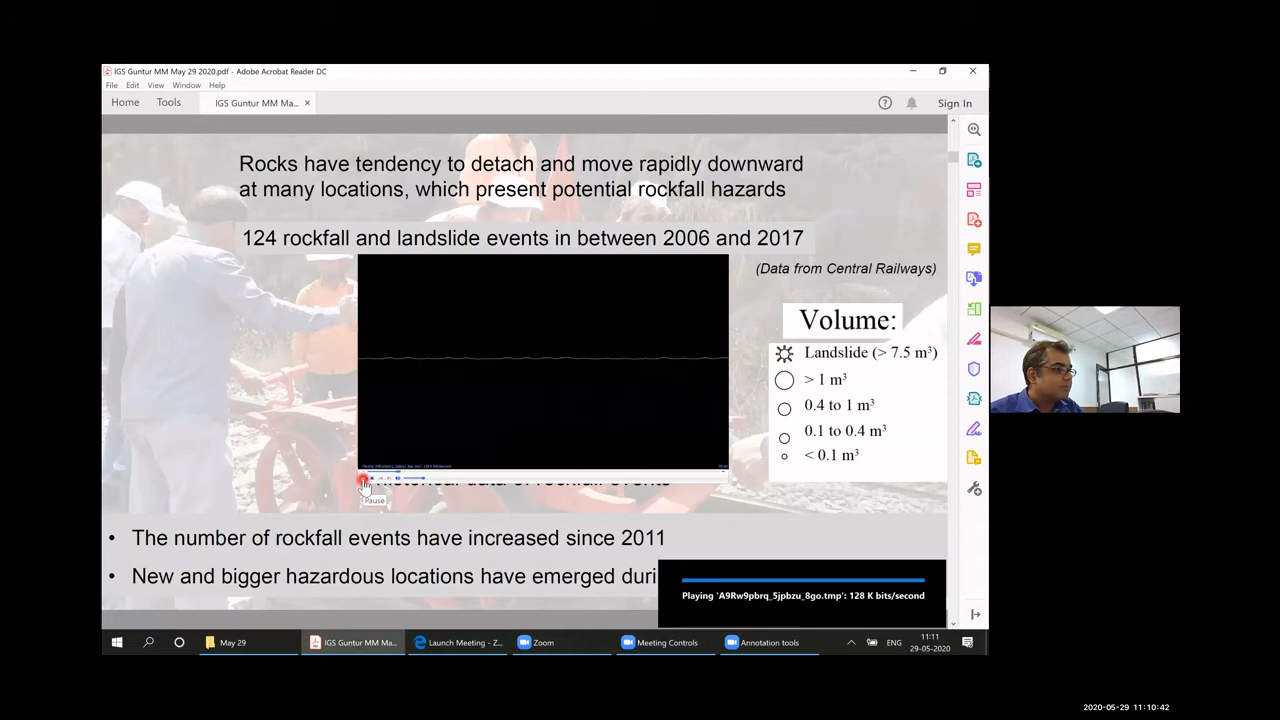 IGS Guntur MM May 29 2020.pdf - Adobe Acrobat Reader DC
File Edit View Window Help
Home Tools IGS Guntur MM Ma... × Sign In
Rocks have tendency to detach and move rapidly downward
at many locations, which present potential rockfall hazards
124 rockfall and landslide events in between 2006 and 2017
(Data from Central Railways)
Volume:
Landslide (> 7.5 m³)
> 1 m³
0.4 to 1 m³
0.1 to 0.4 m³
< 0.1 m³
Pause
• The number of rockfall events have increased since 2011
• New and bigger hazardous locations have emerged duri
Playing 'A9Rw9pbrq_5jpbzu_8go.tmp': 128 K bits/second
May 29 IGS Guntur MM Ma... Launch Meeting - Z... Zoom Meeting Controls Annotation tools ENG 11:11
29-05-2020
2020-05-29 11:10:42